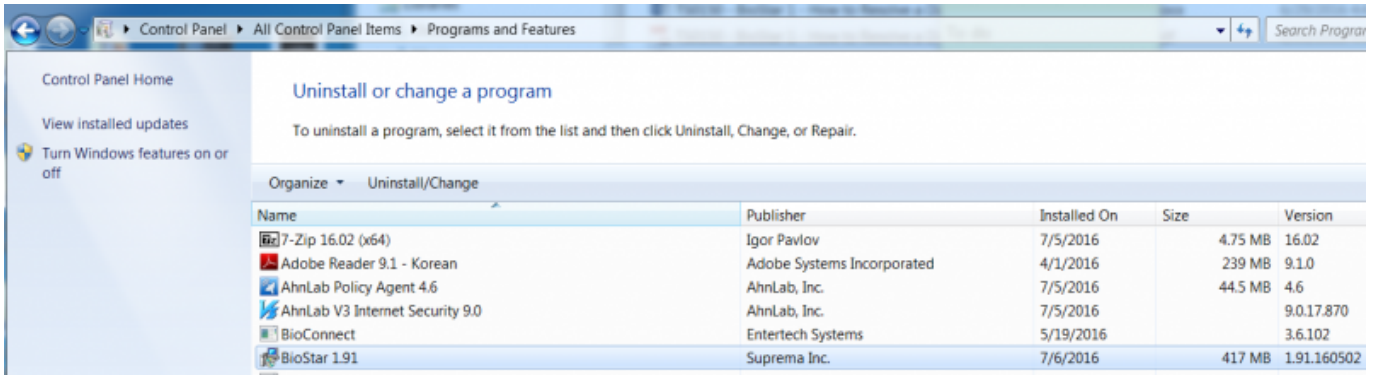 Control Panel ▸ All Control Panel Items ▸ Programs and Features
Search Progra
Control Panel Home
View installed updates
Turn Windows features on or
off
Uninstall or change a program
To uninstall a program, select it from the list and then click Uninstall, Change, or Repair.
Organize Uninstall/Change
Name Publisher Installed On Size Version
7-Zip 16.02 (x64) Igor Pavlov 7/5/2016 4.75 MB 16.02
Adobe Reader 9.1 - Korean Adobe Systems Incorporated 4/1/2016 239 MB 9.1.0
AhnLab Policy Agent 4.6 AhnLab, Inc. 7/5/2016 44.5 MB 4.6
AhnLab V3 Internet Security 9.0 AhnLab, Inc. 7/5/2016 9.0.17.870
BioConnect Entertech Systems 5/19/2016 3.6.102
BioStar 1.91 Suprema Inc. 7/6/2016 417 MB 1.91.160502